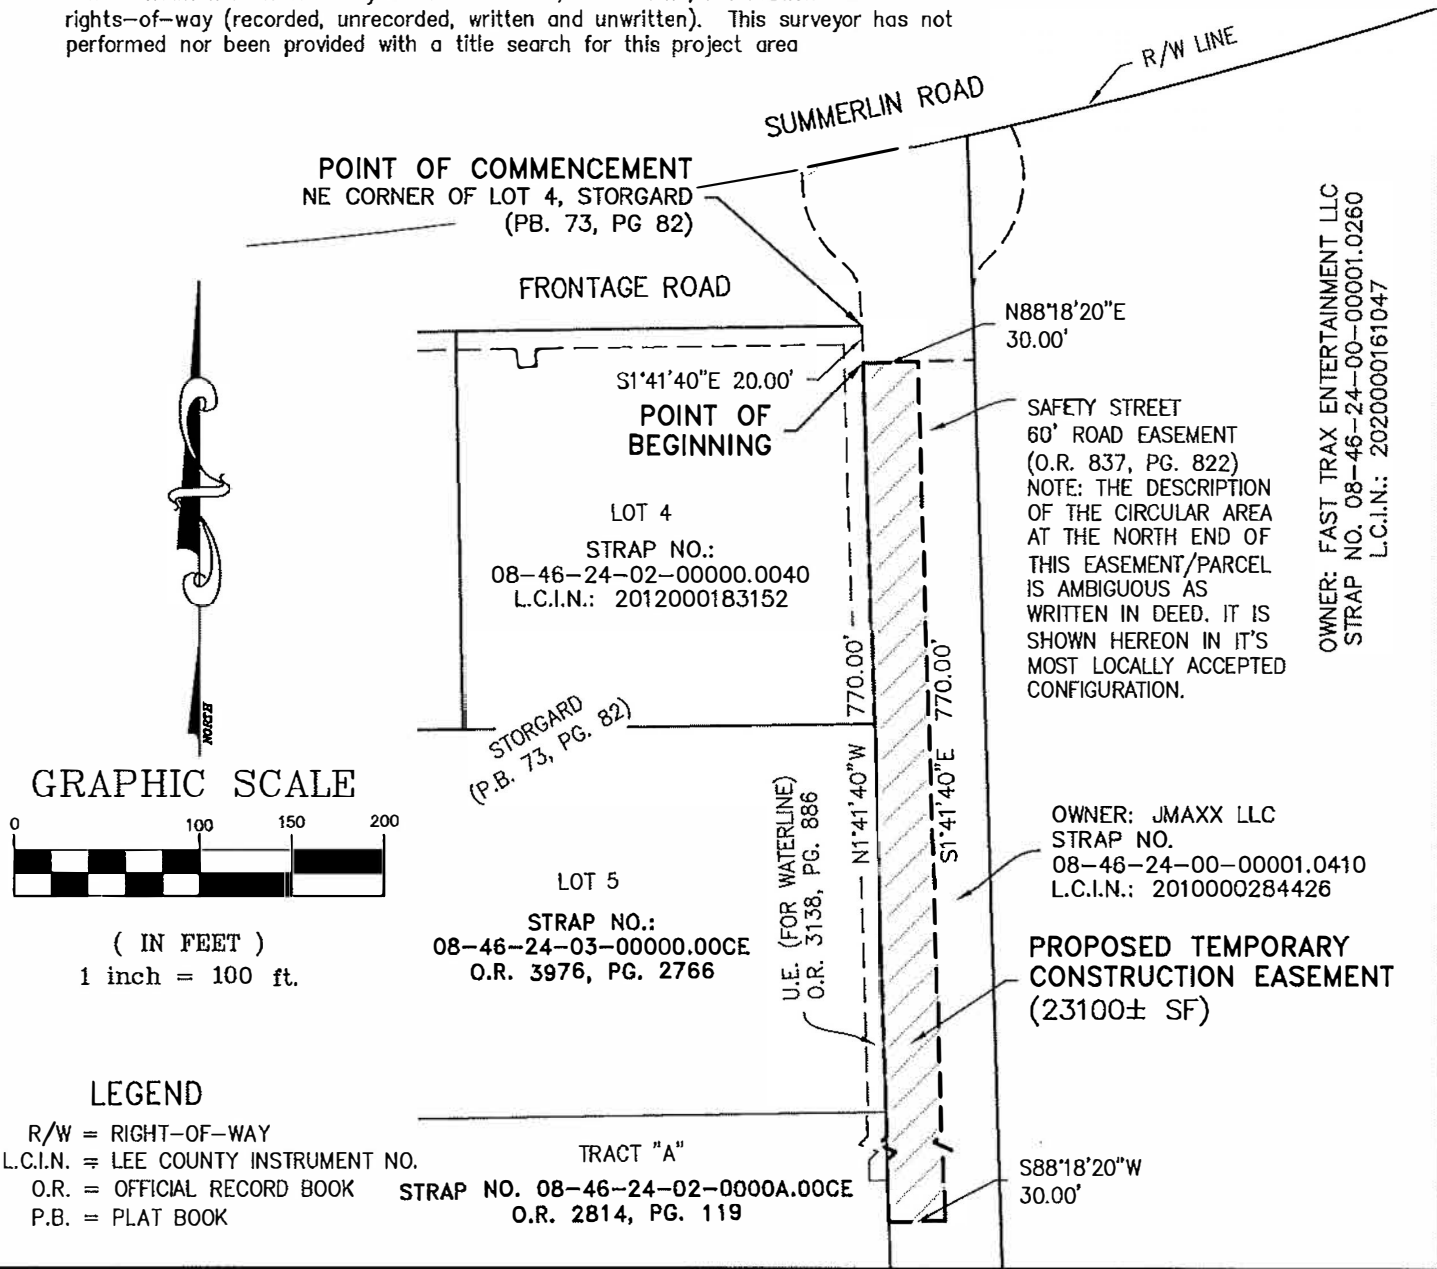 rights-of-way (recorded, unrecorded, written and unwritten). This surveyor has not
performed nor been provided with a title search for this project area
R/W LINE
SUMMERLIN ROAD
POINT OF COMMENCEMENT
NE CORNER OF LOT 4, STORGARD
(PB. 73, PG 82)
FRONTAGE ROAD
N88°18'20"E
30.00'
S1°41'40"E 20.00'
POINT OF
BEGINNING
SAFETY STREET
60' ROAD EASEMENT
(O.R. 837, PG. 822)
NOTE: THE DESCRIPTION
OF THE CIRCULAR AREA
AT THE NORTH END OF
THIS EASEMENT/PARCEL
IS AMBIGUOUS AS
WRITTEN IN DEED. IT IS
SHOWN HEREON IN IT'S
MOST LOCALLY ACCEPTED
CONFIGURATION.
OWNER: FAST TRAX ENTERTAINMENT LLC
STRAP NO. 08-46-24-00-00001.0260
L.C.I.N.: 2020000161047
LOT 4
STRAP NO.:
08-46-24-02-00000.0040
L.C.I.N.: 2012000183152
NORTH
STORGARD
(P.B. 73, PG. 82)
N1°41'40"W 770.00'
S1°41'40"E 770.00'
GRAPHIC SCALE
0 100 150 200
( IN FEET )
1 inch = 100 ft.
U.E. (FOR WATERLINE)
O.R. 3138, PG. 886
LOT 5
STRAP NO.:
08-46-24-03-00000.00CE
O.R. 3976, PG. 2766
OWNER: JMAXX LLC
STRAP NO.
08-46-24-00-00001.0410
L.C.I.N.: 2010000284426
PROPOSED TEMPORARY
CONSTRUCTION EASEMENT
(23100± SF)
LEGEND
R/W = RIGHT-OF-WAY
L.C.I.N. = LEE COUNTY INSTRUMENT NO.
O.R. = OFFICIAL RECORD BOOK
P.B. = PLAT BOOK
TRACT "A"
STRAP NO. 08-46-24-02-0000A.00CE
O.R. 2814, PG. 119
S88°18'20"W
30.00'